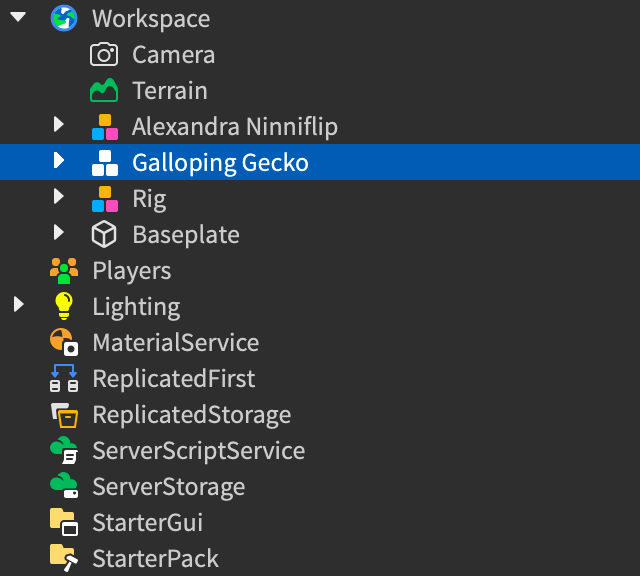 Workspace
Camera
Terrain
Alexandra Ninniflip
Galloping Gecko
Rig
Baseplate
Players
Lighting
MaterialService
ReplicatedFirst
ReplicatedStorage
ServerScriptService
ServerStorage
StarterGui
StarterPack